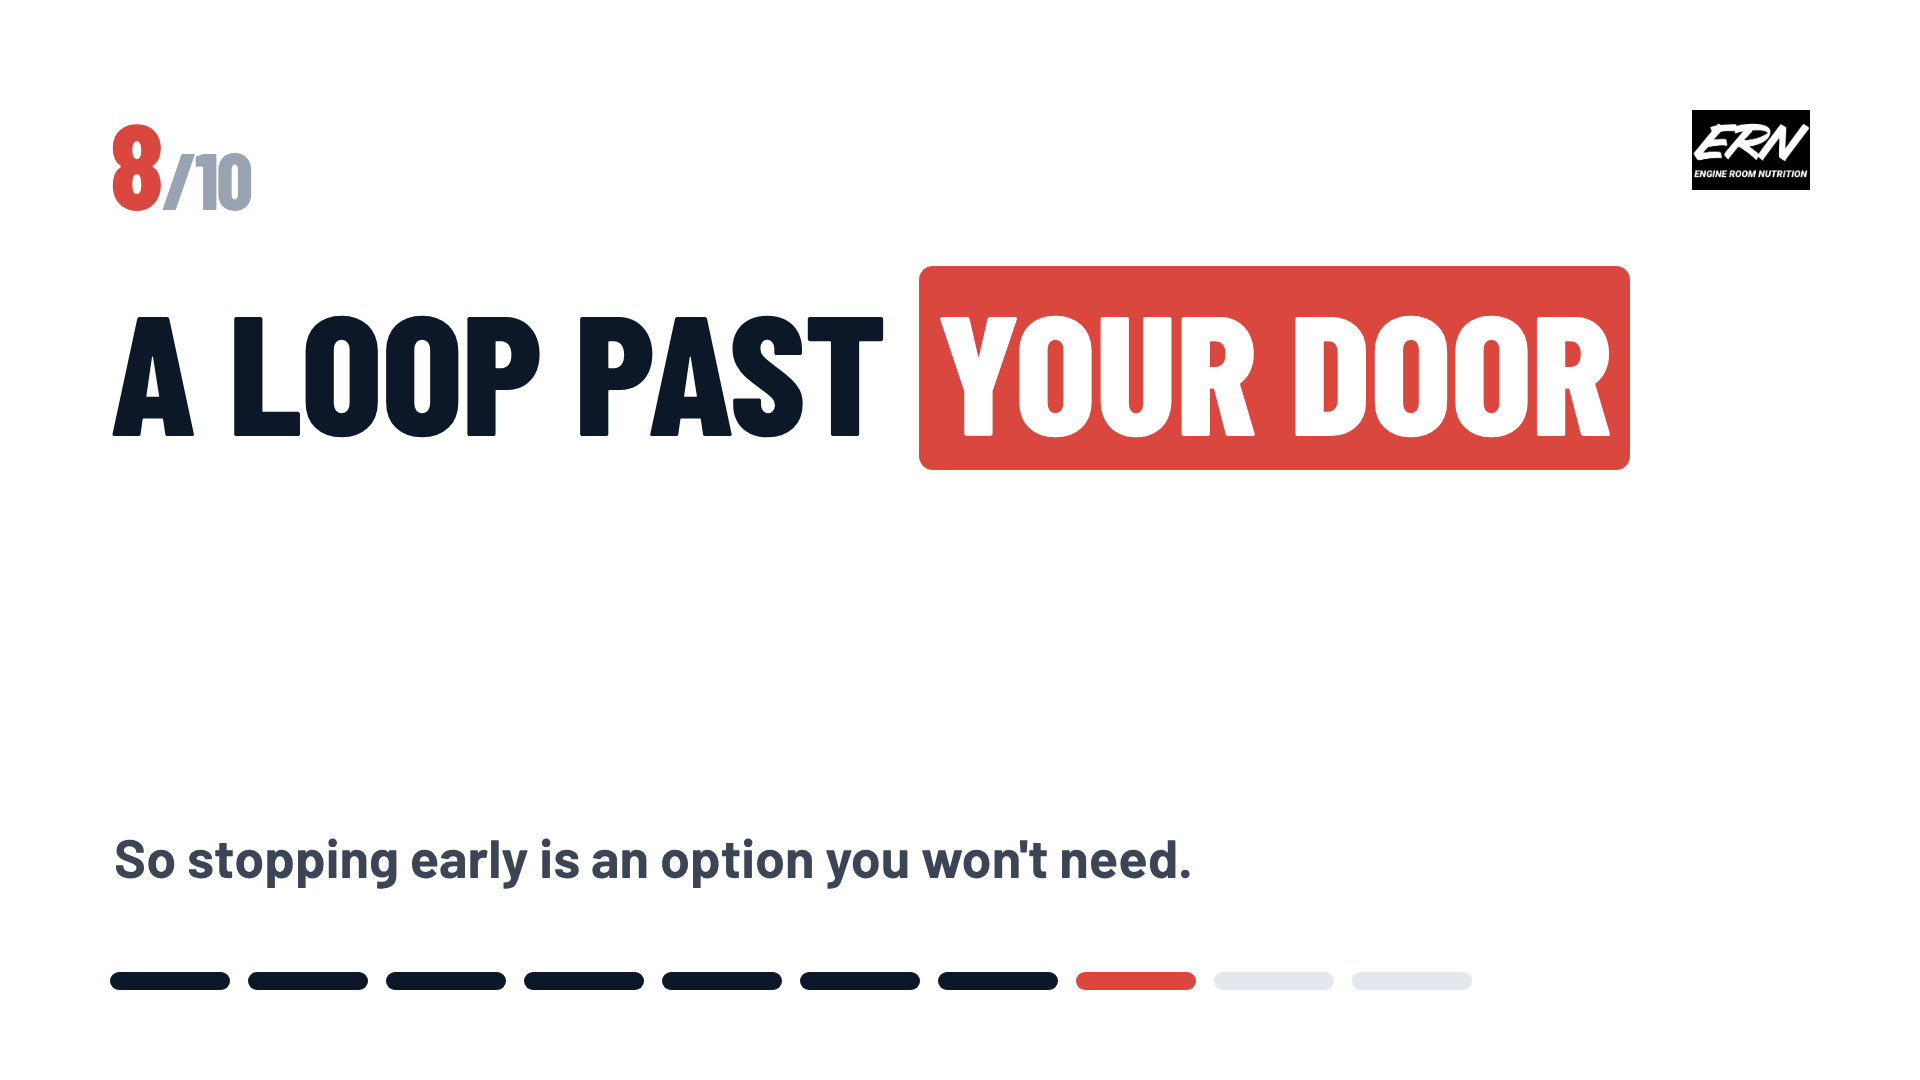 8/10
ERN
ENGINE ROOM NUTRITION
A LOOP PAST YOUR DOOR
So stopping early is an option you won't need.